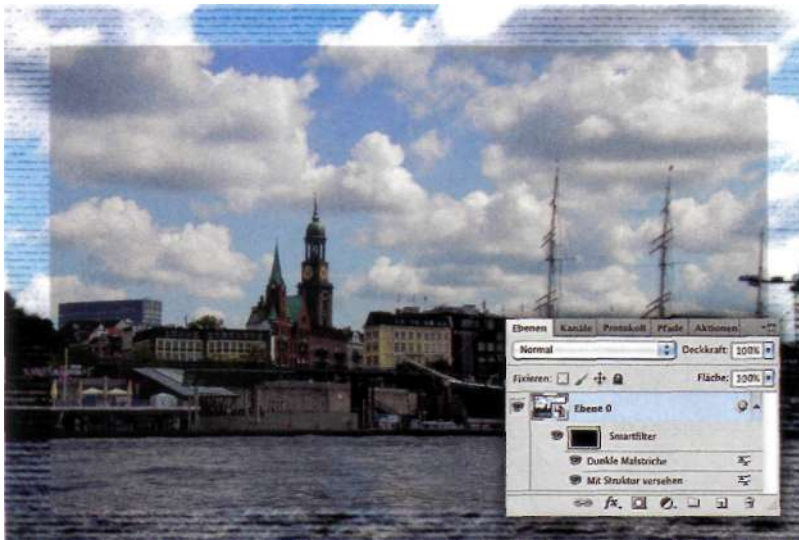 Ebenen Kanäle Protokoll Pfade Aktionen
Normal Deckkraft: 100%
Fixieren: Fläche: 100%
Ebene 0
Smartfilter
Dunkle Malstriche
Mit Struktur versehen
fx.